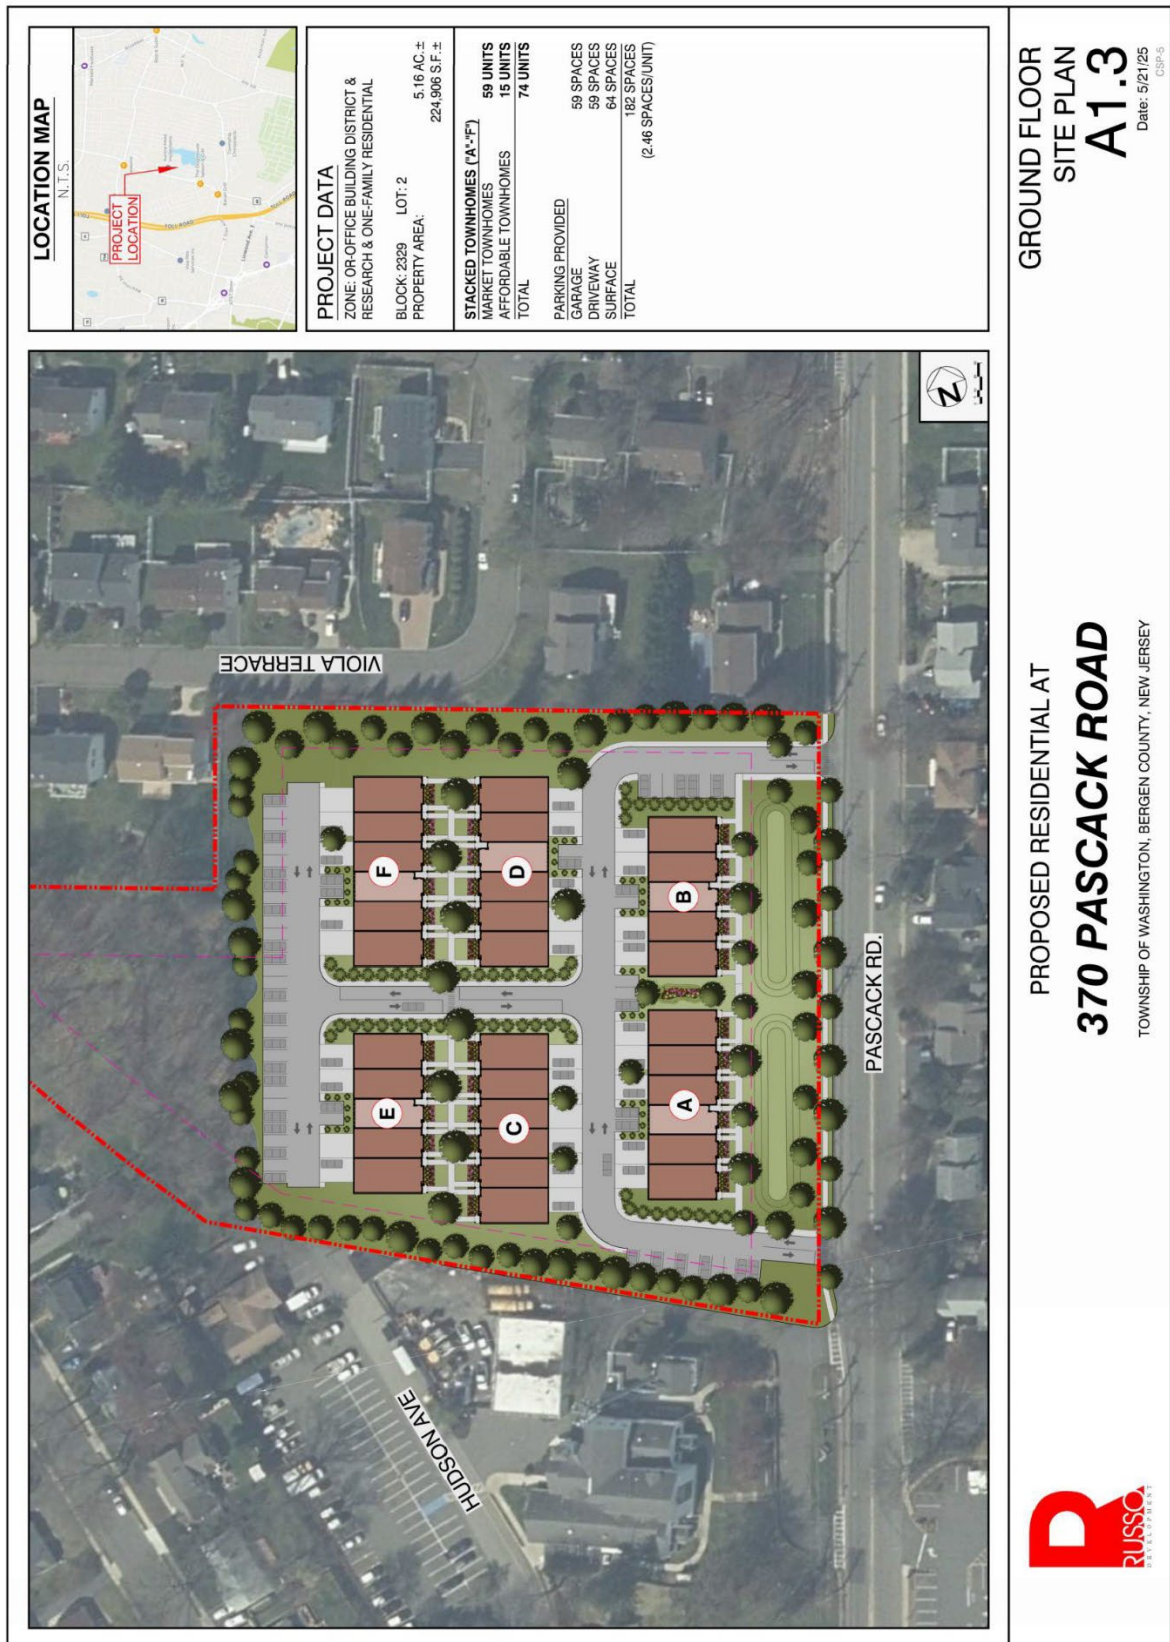 LOCATION MAP
N.T.S.
PROJECT
LOCATION
TOLL ROAD
PROJECT DATA
ZONE: OR-OFFICE BUILDING DISTRICT &
RESEARCH & ONE-FAMILY RESIDENTIAL
BLOCK: 2329 LOT: 2
PROPERTY AREA: 5.16 AC.±
224,906 S.F.±
STACKED TOWNHOMES ("A"-"F")
MARKET TOWNHOMES 59 UNITS
AFFORDABLE TOWNHOMES 15 UNITS
TOTAL 74 UNITS
PARKING PROVIDED
GARAGE 59 SPACES
DRIVEWAY 59 SPACES
SURFACE 64 SPACES
TOTAL 182 SPACES
(2.46 SPACES/UNIT)
VIOLA TERRACE
HUDSON AVE
PASCACK RD.
E
F
C
D
A
B
N
RUSSO
DEVELOPMENT
PROPOSED RESIDENTIAL AT
370 PASCACK ROAD
TOWNSHIP OF WASHINGTON, BERGEN COUNTY, NEW JERSEY
GROUND FLOOR
SITE PLAN
A1.3
Date: 5/21/25
CSP-5